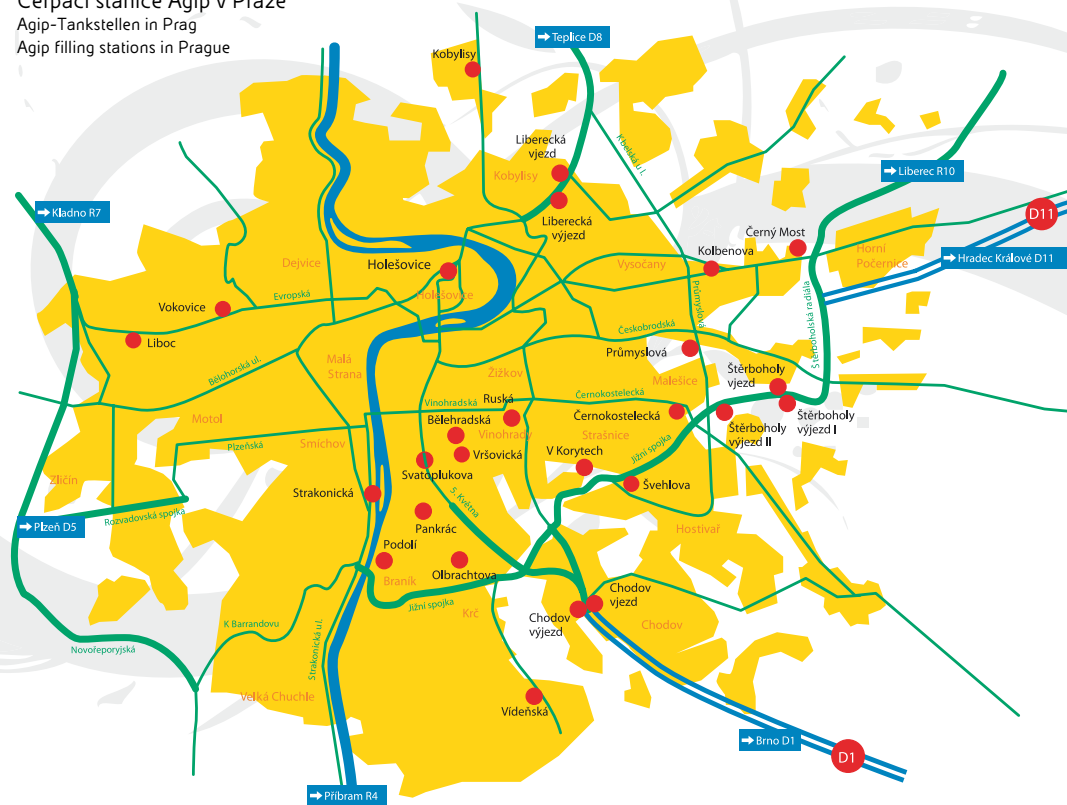 Čerpací stanice Agip v Praze
Agip-Tankstellen in Prag
Agip filling stations in Prague
Teplice D8
Kobylisy
Kbelská ul.
Liberecká
vjezd
Kobylisy
Liberec R10
Kladno R7
Liberecká
výjezd
D11
Černý Most
Horní
Počernice
Hradec Králové D11
Kolbenova
Vysočany
Dejvice
Holešovice
Holešovice
Evropská
Vokovice
Liboc
Průmyslová
Štěrboholská radiála
Českobrodská
Průmyslová
Bělohorská ul.
Malá
Strana
Žižkov
Malešice
Štěrboholy
vjezd
Ruská
Vinohradská
Černokostelecká
Černokostelecká
Štěrboholy
výjezd I
Štěrboholy
výjezd II
Motol
Bělehradská
Vinohrady
Strašnice
Plzeňská
Smíchov
Vršovická
V Korytech
Jižní spojka
Svatoplukova
Zličín
Strakonická
5. Května
Švehlova
Rozvadovská spojka
Plzeň D5
Pankrác
Hostivař
Podolí
Braník
Olbrachtova
Jižní spojka
Krč
Chodov
vjezd
Chodov
výjezd
Chodov
K Barrandovu
Novořeporyjská
Strakonická ul.
Velká Chuchle
Vídeňská
Brno D1
D1
Příbram R4